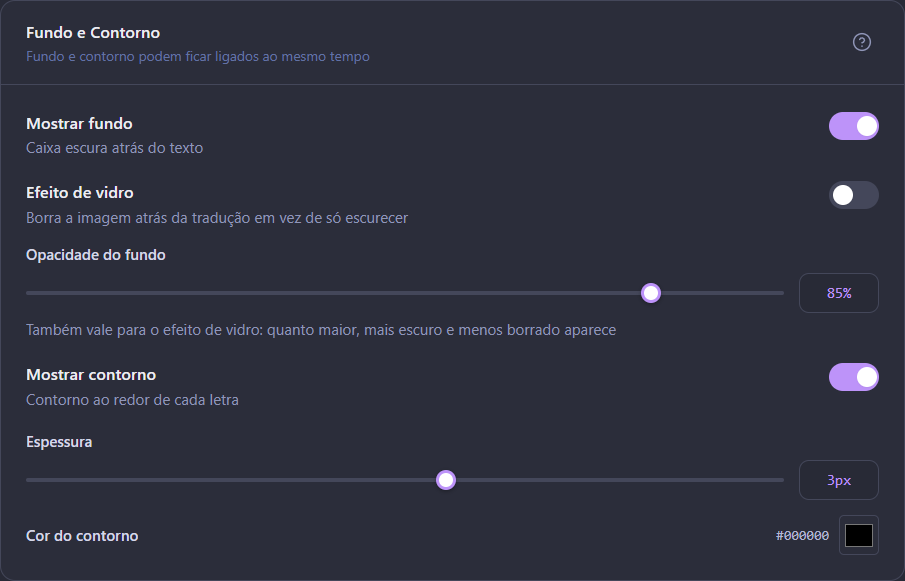 Fundo e Contorno
Fundo e contorno podem ficar ligados ao mesmo tempo
?
Mostrar fundo
Caixa escura atrás do texto
Efeito de vidro
Borra a imagem atrás da tradução em vez de só escurecer
Opacidade do fundo
85%
Também vale para o efeito de vidro: quanto maior, mais escuro e menos borrado aparece
Mostrar contorno
Contorno ao redor de cada letra
Espessura
3px
Cor do contorno
#000000